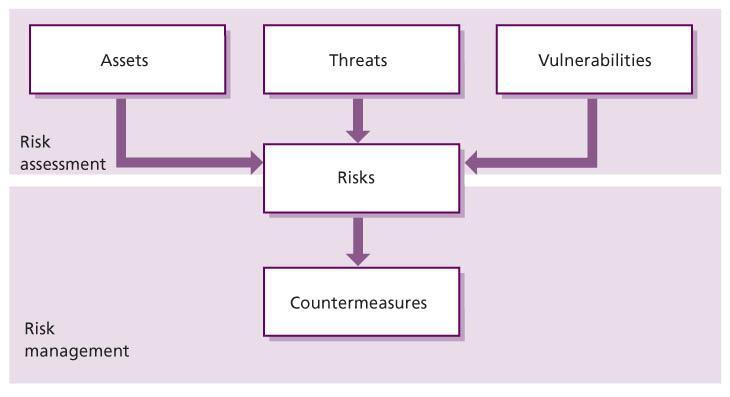 Assets
Threats
Vulnerabilities
Risk
assessment
Risks
Countermeasures
Risk
management